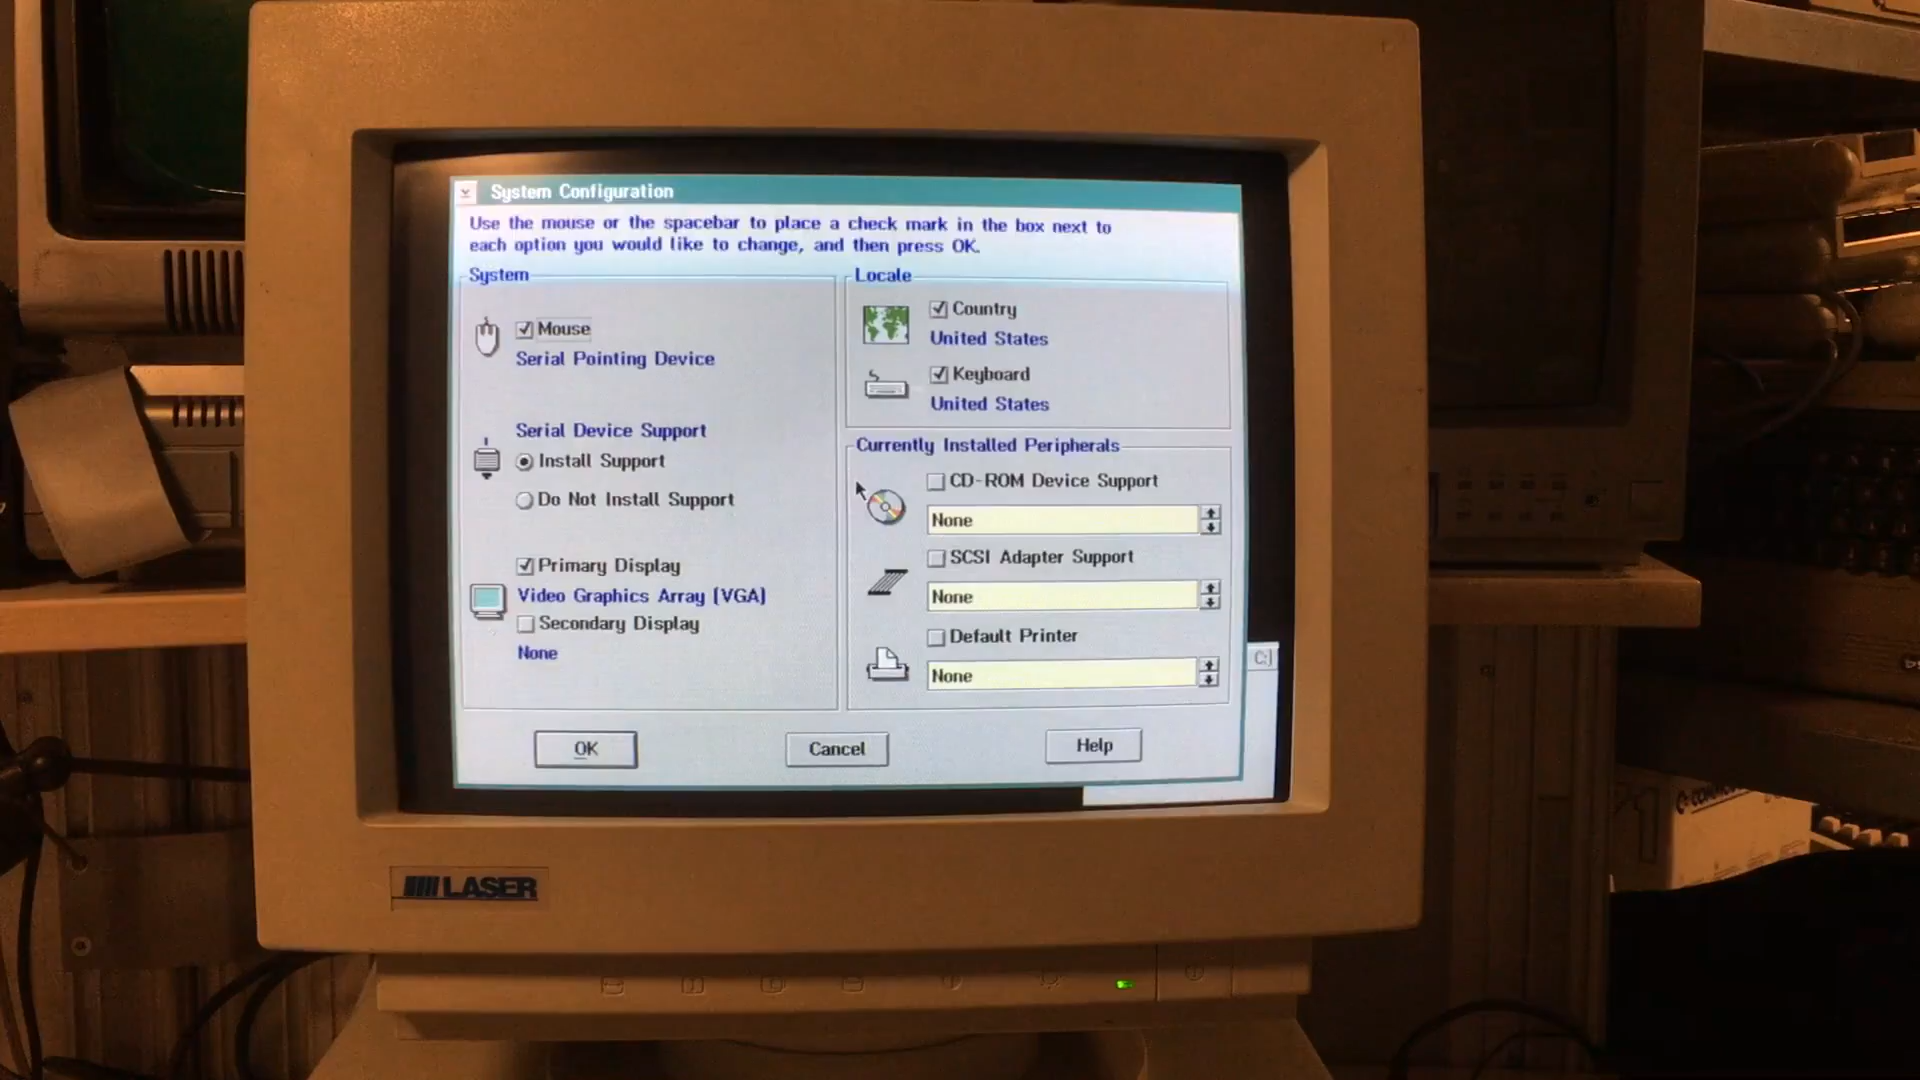 System Configuration
Use the mouse or the spacebar to place a check mark in the box next to
each option you would like to change, and then press OK.
System
Mouse
Serial Pointing Device
Serial Device Support
Install Support
Do Not Install Support
Primary Display
Video Graphics Array (VGA)
Secondary Display
None
Locale
Country
United States
Keyboard
United States
Currently Installed Peripherals
CD-ROM Device Support
None
SCSI Adapter Support
None
Default Printer
None
OK
Cancel
Help
C:]
LASER